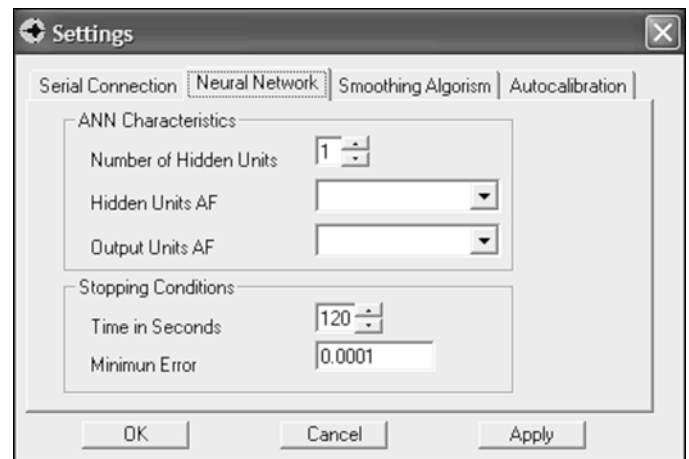 Settings
Serial Connection Neural Network Smoothing Algorism Autocalibration
ANN Characteristics
Number of Hidden Units 1
Hidden Units AF
Output Units AF
Stopping Conditions
Time in Seconds 120
Minimun Error 0.0001
OK Cancel Apply